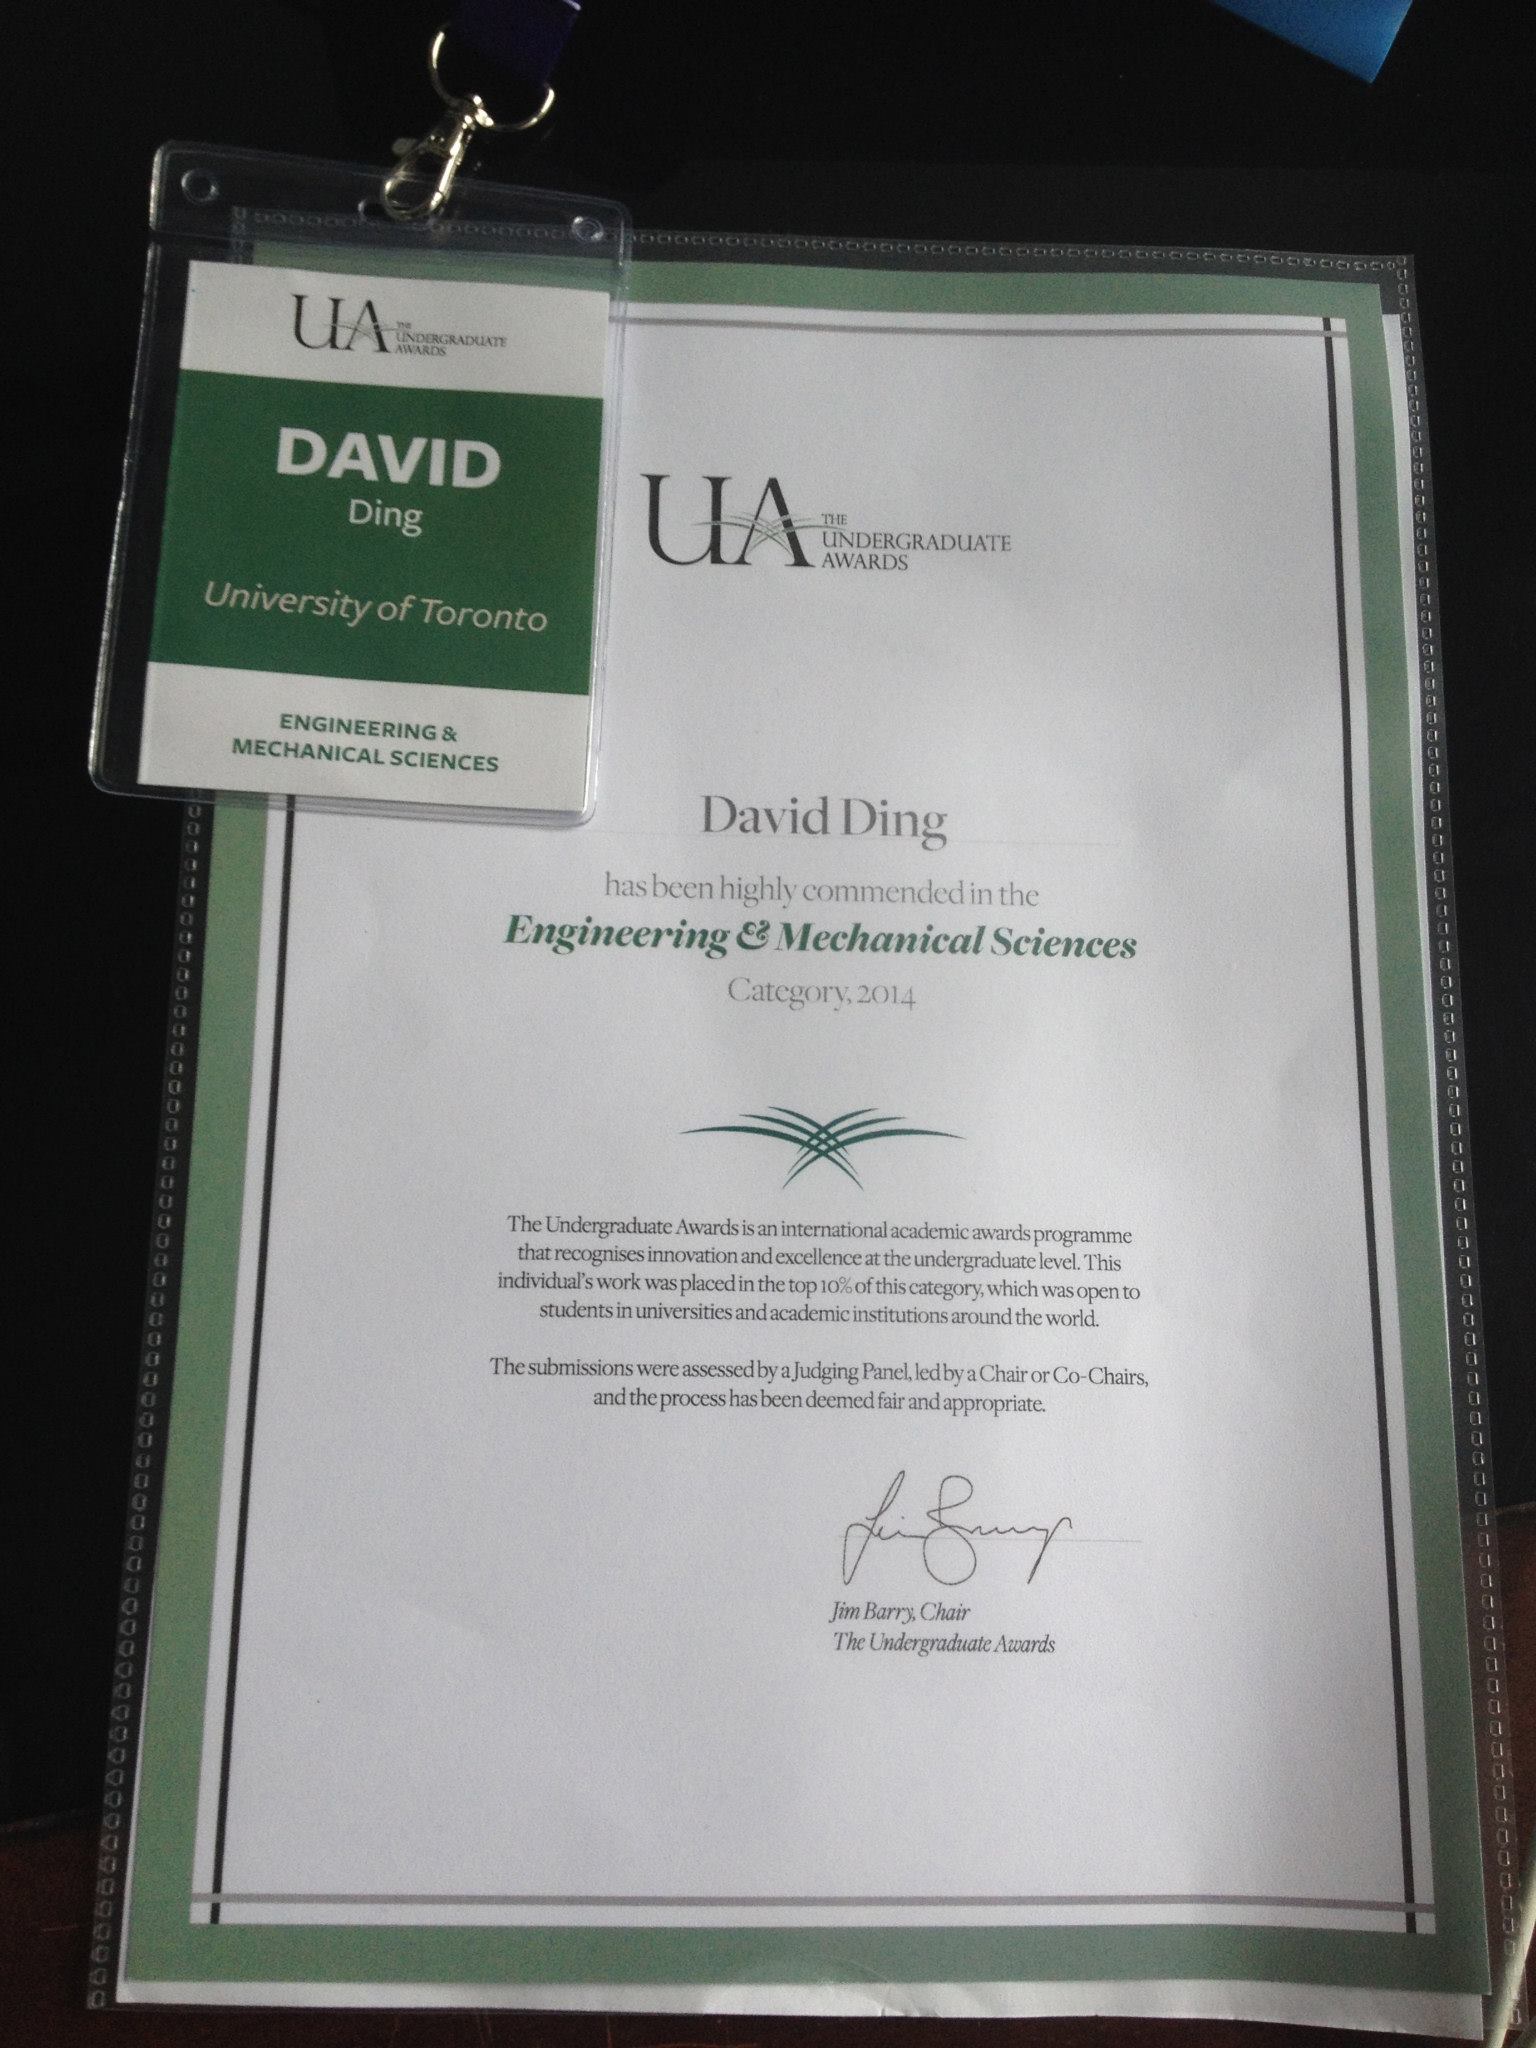 UA THE
UNDERGRADUATE
AWARDS
DAVID
Ding
University of Toronto
ENGINEERING &
MECHANICAL SCIENCES
UA THE
UNDERGRADUATE
AWARDS
David Ding
has been highly commended in the
Engineering & Mechanical Sciences
Category, 2014
The Undergraduate Awards is an international academic awards programme
that recognises innovation and excellence at the undergraduate level. This
individual's work was placed in the top 10% of this category, which was open to
students in universities and academic institutions around the world.
The submissions were assessed by a Judging Panel, led by a Chair or Co-Chairs,
and the process has been deemed fair and appropriate.
Jim Barry, Chair
The Undergraduate Awards